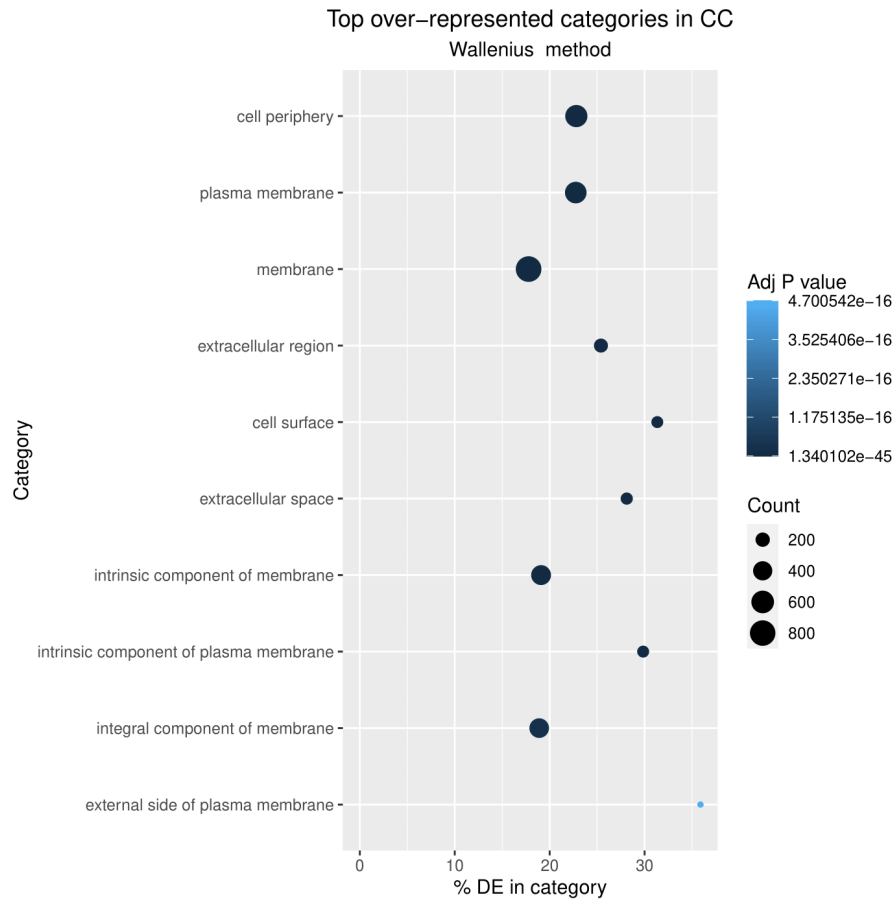 Top over−represented categories in CC
Wallenius  method
Category
cell periphery
plasma membrane
membrane
extracellular region
cell surface
extracellular space
intrinsic component of membrane
intrinsic component of plasma membrane
integral component of membrane
external side of plasma membrane
0 10 20 30
% DE in category
Adj P value
4.700542e−16
3.525406e−16
2.350271e−16
1.175135e−16
1.340102e−45
Count
200
400
600
800